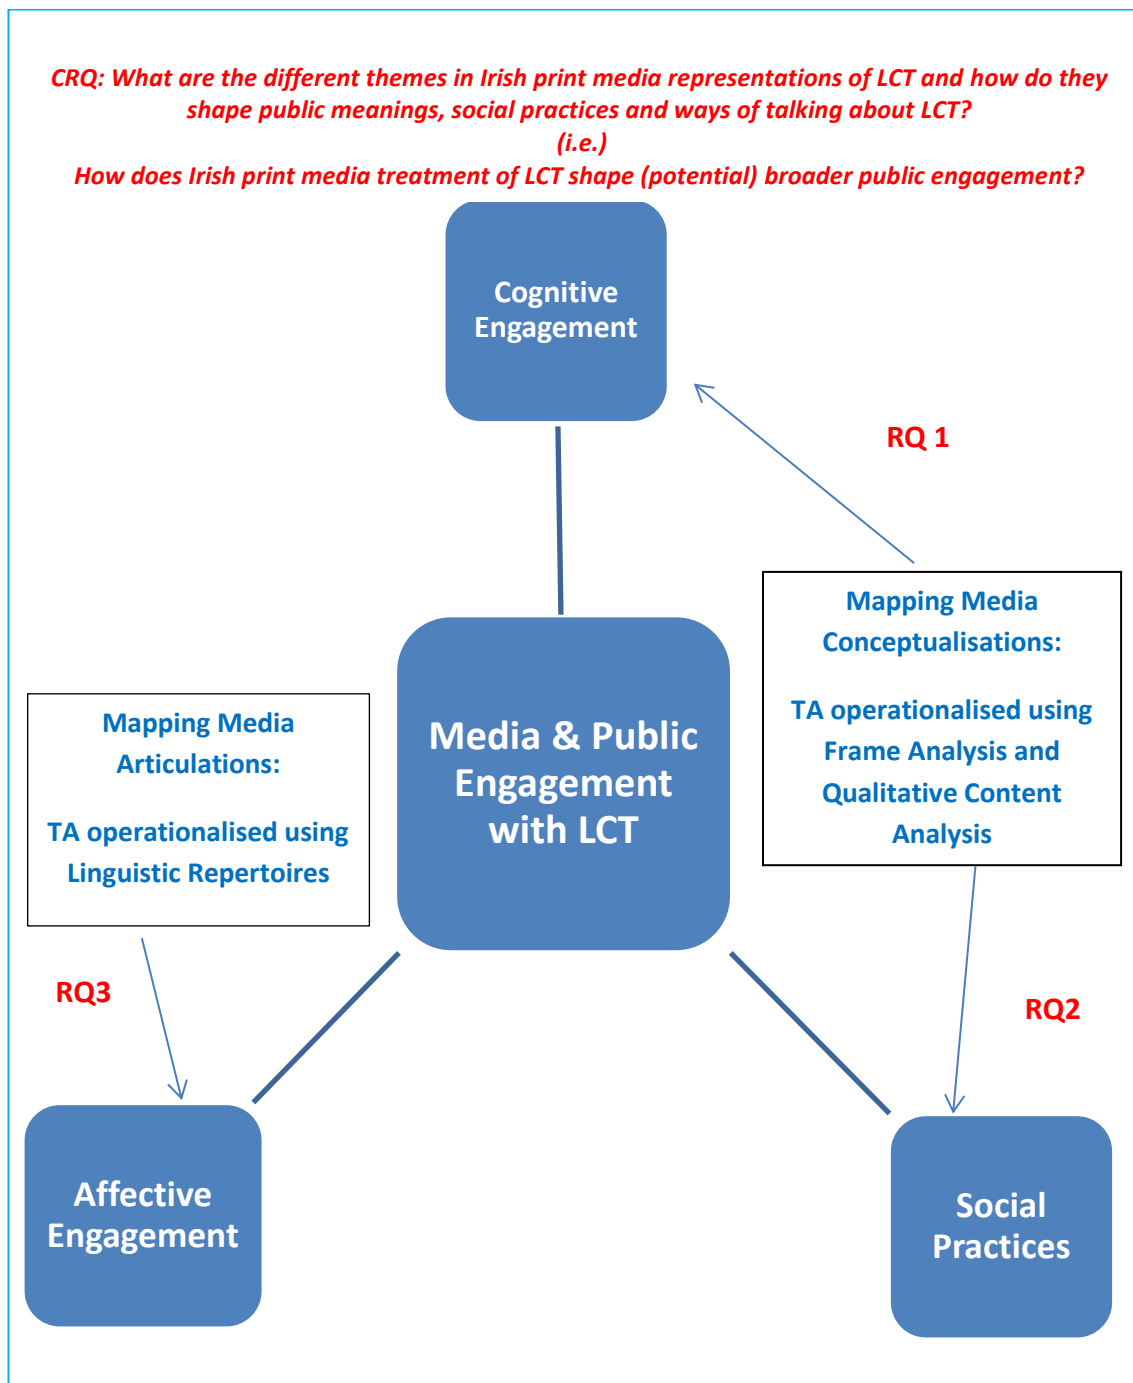 CRQ: What are the different themes in Irish print media representations of LCT and how do they
shape public meanings, social practices and ways of talking about LCT?
(i.e.)
How does Irish print media treatment of LCT shape (potential) broader public engagement?
Cognitive
Engagement
RQ 1
Mapping Media
Conceptualisations:
TA operationalised using
Frame Analysis and
Qualitative Content
Analysis
Media & Public
Engagement
with LCT
Mapping Media
Articulations:
TA operationalised using
Linguistic Repertoires
RQ3
RQ2
Affective
Engagement
Social
Practices